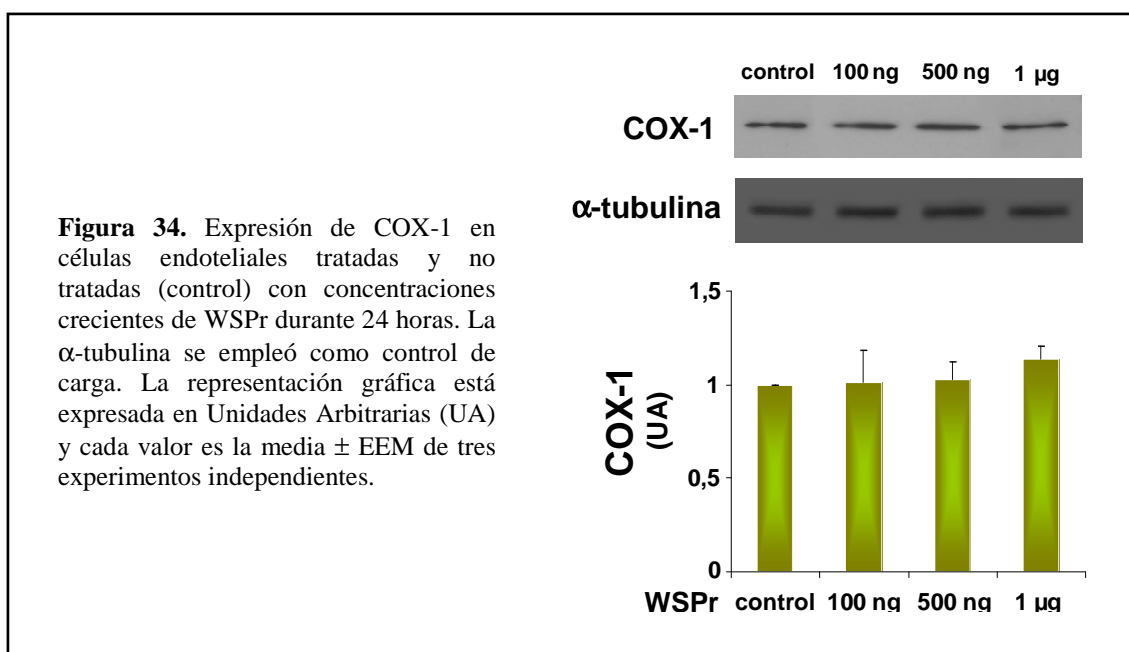 control 100 ng 500 ng 1 µg
COX-1
α-tubulina
Figura 34. Expresión de COX-1 en
células endoteliales tratadas y no
tratadas (control) con concentraciones
crecientes de WSPr durante 24 horas. La
α-tubulina se empleó como control de
carga. La representación gráfica está
expresada en Unidades Arbitrarias (UA)
y cada valor es la media ± EEM de tres
experimentos independientes.
COX-1
(UA)
1,5
1
0,5
0
WSPr control 100 ng 500 ng 1 µg